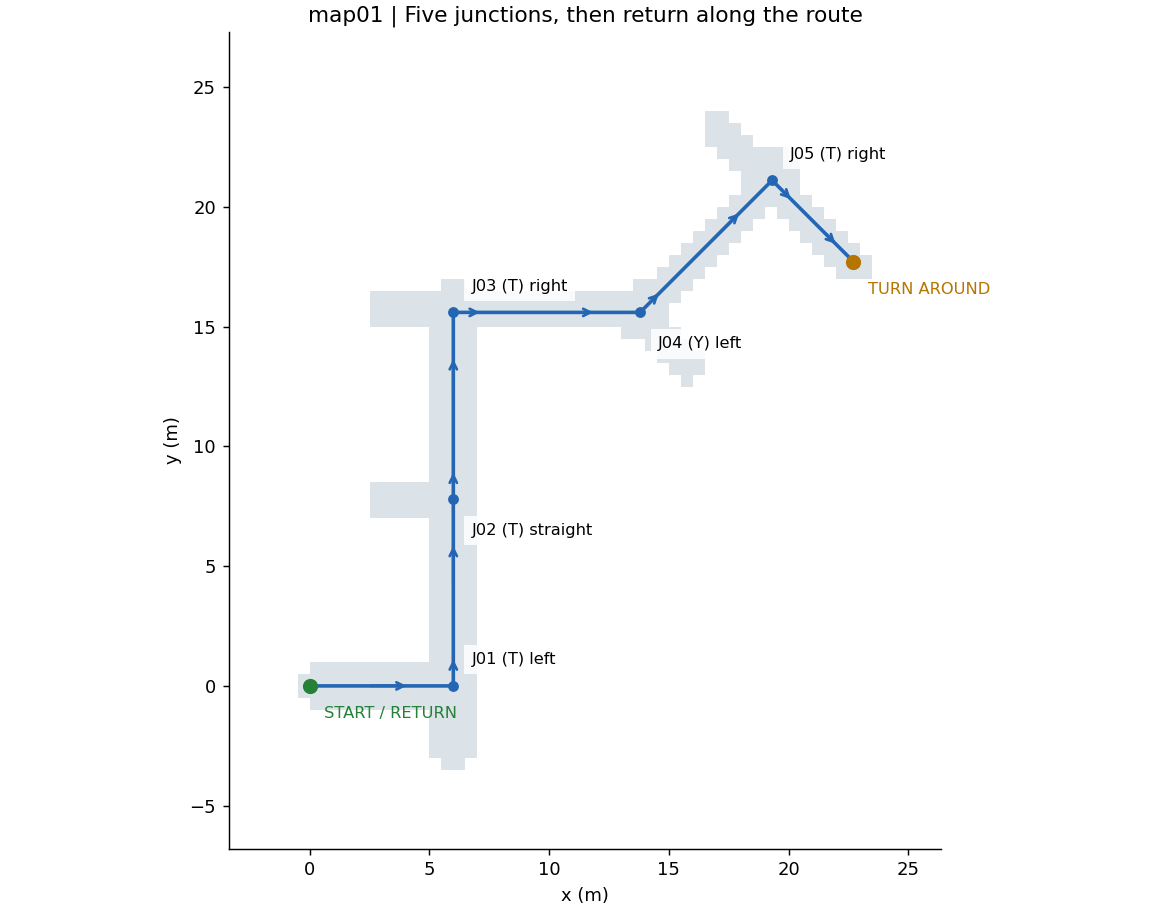 map01 | Five junctions, then return along the route
25
J05 (T) right
20
TURN AROUND
J03 (T) right
15
J04 (Y) left
10
y (m)
J02 (T) straight
5
J01 (T) left
0
START / RETURN
−5
0 5 10 15 20 25
x (m)